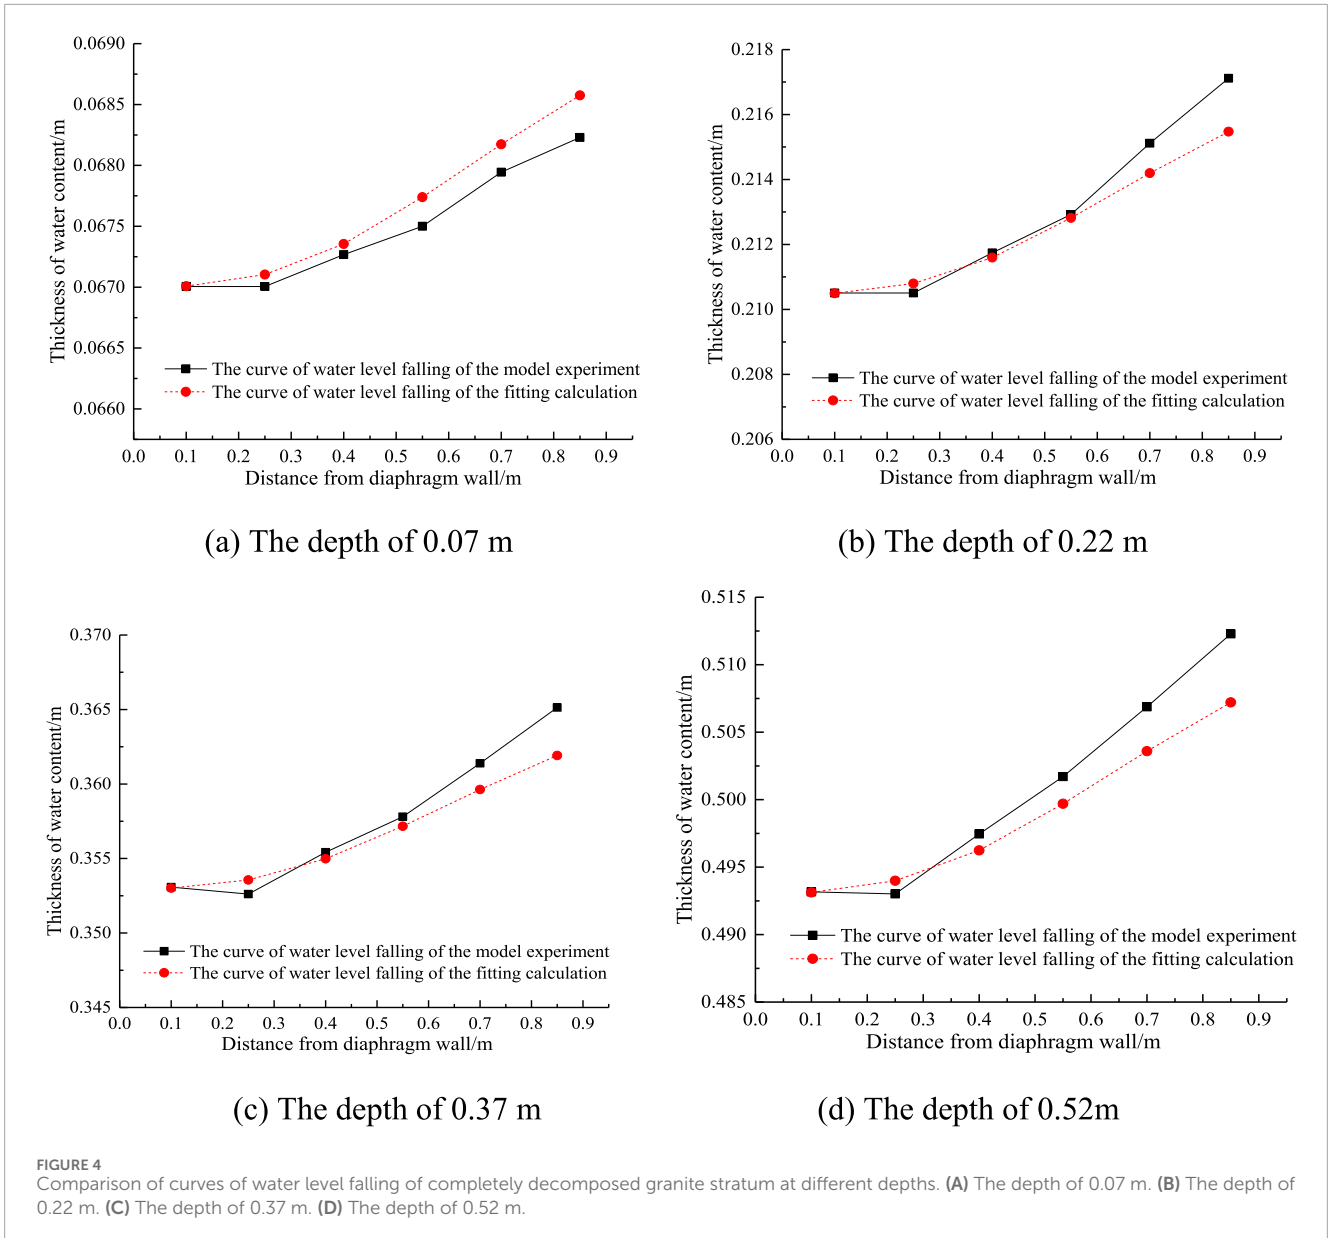 0.0690
0.0685
0.0680
0.0675
0.0670
0.0665
0.0660
Thickness of water content/m
The curve of water level falling of the model experiment
The curve of water level falling of the fitting calculation
0.0 0.1 0.2 0.3 0.4 0.5 0.6 0.7 0.8 0.9
Distance from diaphragm wall/m
(a) The depth of 0.07 m
0.218
0.216
0.214
0.212
0.210
0.208
0.206
Thickness of water content/m
The curve of water level falling of the model experiment
The curve of water level falling of the fitting calculation
0.0 0.1 0.2 0.3 0.4 0.5 0.6 0.7 0.8 0.9
Distance from diaphragm wall/m
(b) The depth of 0.22 m
0.370
0.365
0.360
0.355
0.350
0.345
Thickness of water content/m
The curve of water level falling of the model experiment
The curve of water level falling of the fitting calculation
0.0 0.1 0.2 0.3 0.4 0.5 0.6 0.7 0.8 0.9
Distance from diaphragm wall/m
(c) The depth of 0.37 m
0.515
0.510
0.505
0.500
0.495
0.490
0.485
Thickness of water content/m
The curve of water level falling of the model experiment
The curve of water level falling of the fitting calculation
0.0 0.1 0.2 0.3 0.4 0.5 0.6 0.7 0.8 0.9
Distance from diaphragm wall/m
(d) The depth of 0.52m
FIGURE 4
Comparison of curves of water level falling of completely decomposed granite stratum at different depths. (A) The depth of 0.07 m. (B) The depth of
0.22 m. (C) The depth of 0.37 m. (D) The depth of 0.52 m.